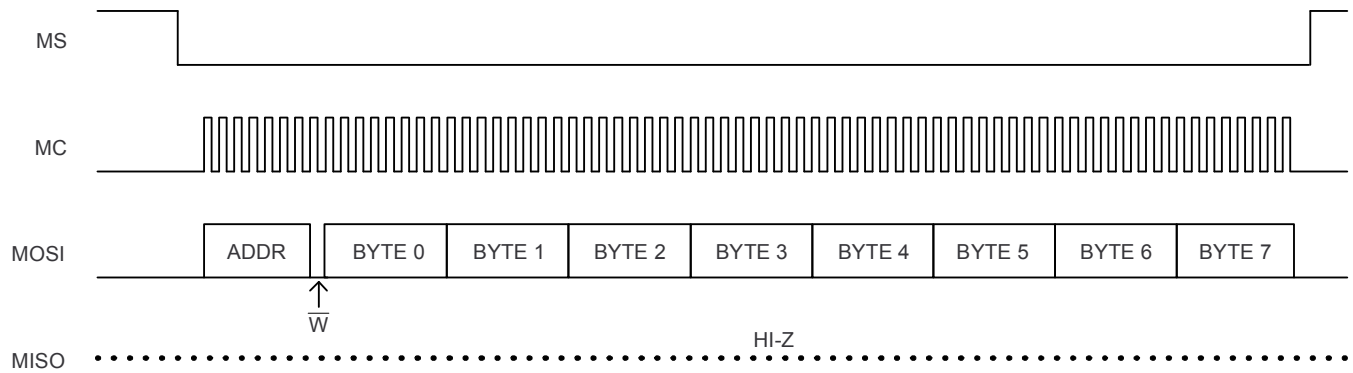 MS
MC
MOSI ADDR BYTE 0 BYTE 1 BYTE 2 BYTE 3 BYTE 4 BYTE 5 BYTE 6 BYTE 7
W̅
HI-Z
MISO